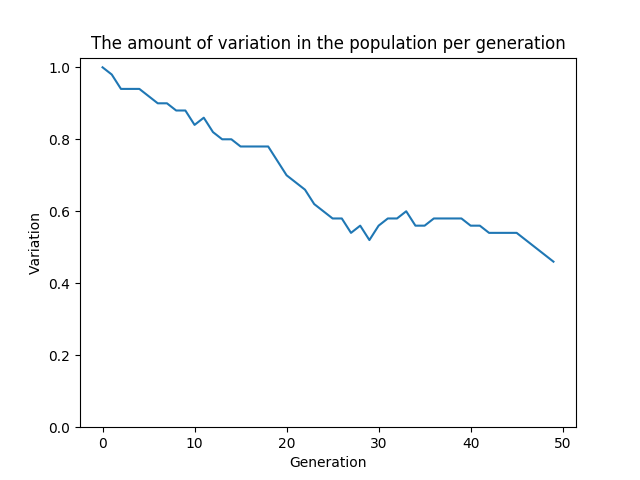 The amount of variation in the population per generation
1.0
0.8
0.6
0.4
0.2
0.0
Variation
0 10 20 30 40 50
Generation